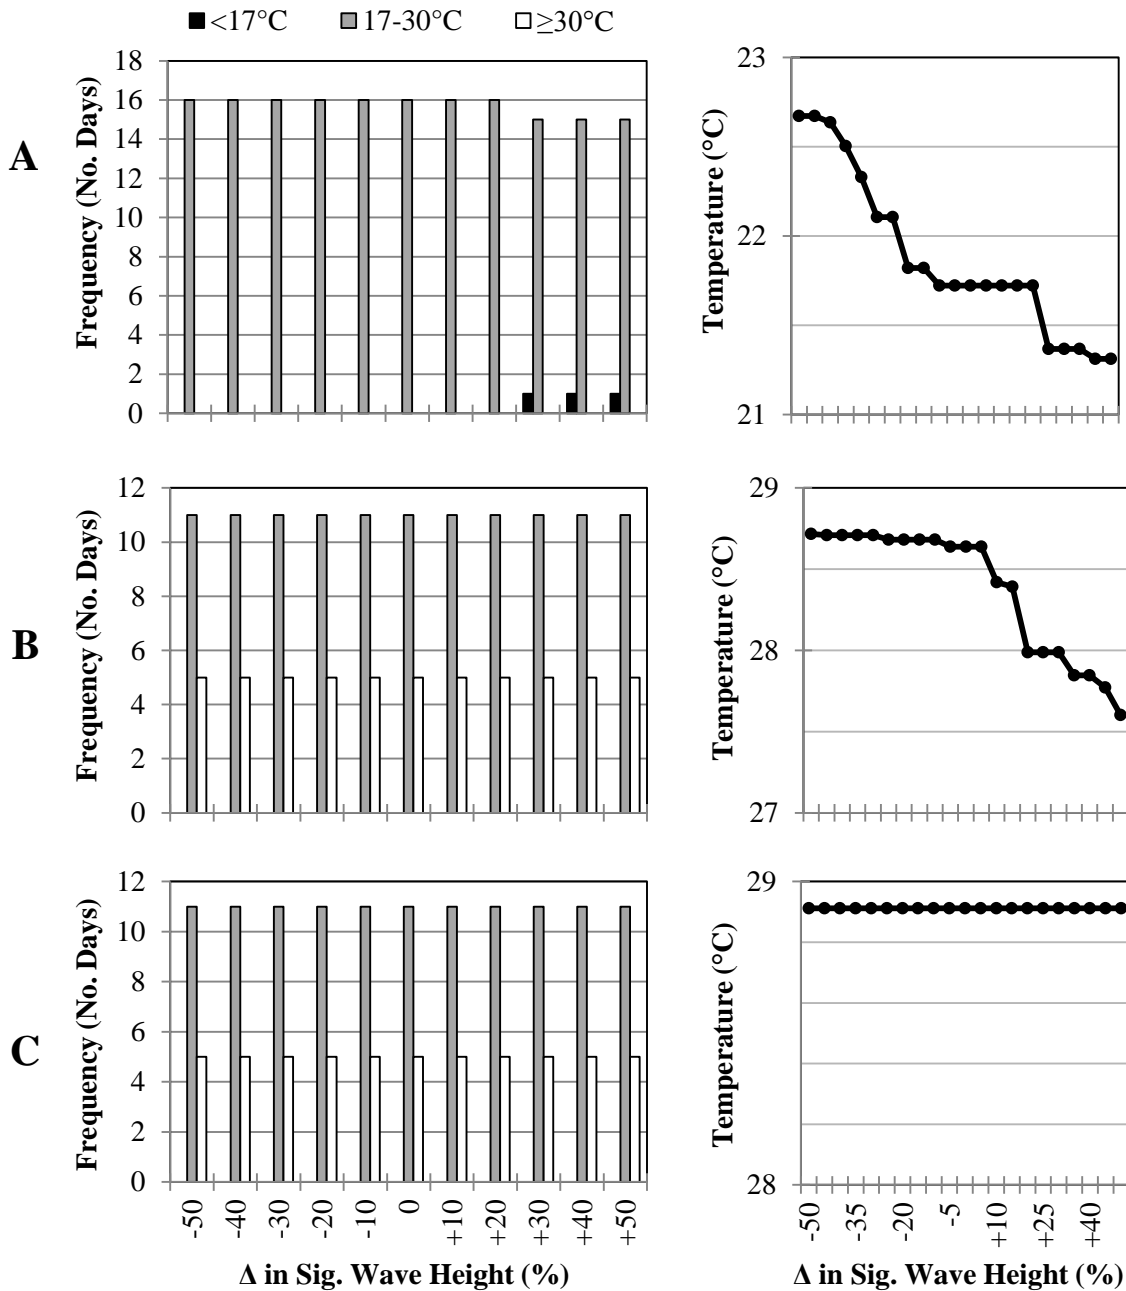 <17°C 17-30°C ≥30°C
A
Frequency (No. Days)
18
16
14
12
10
8
6
4
2
0
Temperature (°C)
23
22
21
B
Frequency (No. Days)
12
10
8
6
4
2
0
Temperature (°C)
29
28
27
C
Frequency (No. Days)
12
10
8
6
4
2
0
-50 -40 -30 -20 -10 0 +10 +20 +30 +40 +50
Δ in Sig. Wave Height (%)
Temperature (°C)
29
28
-50 -35 -20 -5 +10 +25 +40
Δ in Sig. Wave Height (%)